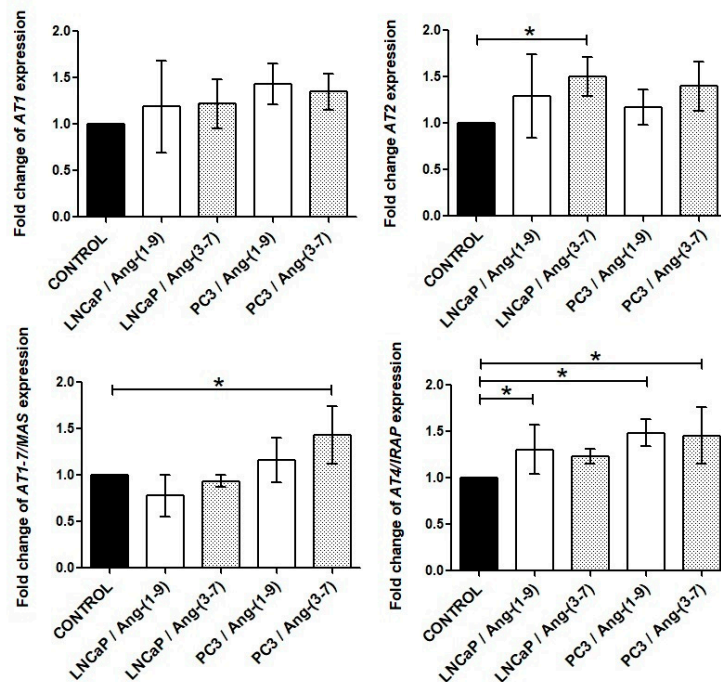 Fold change of AT1 expression
2.0
1.5
1.0
0.5
0.0
CONTROL
LNCaP / Ang-(1-9)
LNCaP / Ang-(3-7)
PC3 / Ang-(1-9)
PC3 / Ang-(3-7)
Fold change AT2 expression
2.0
1.5
1.0
0.5
0.0
*
CONTROL
LNCaP / Ang-(1-9)
LNCaP / Ang-(3-7)
PC3 / Ang-(1-9)
PC3 / Ang-(3-7)
Fold change of AT1-7/MAS expression
2.0
1.5
1.0
0.5
0.0
*
CONTROL
LNCaP / Ang-(1-9)
LNCaP / Ang-(3-7)
PC3 / Ang-(1-9)
PC3 / Ang-(3-7)
Fold change of AT4/IRAP expression
2.0
1.5
1.0
0.5
0.0
*
*
*
CONTROL
LNCaP / Ang-(1-9)
LNCaP / Ang-(3-7)
PC3 / Ang-(1-9)
PC3 / Ang-(3-7)